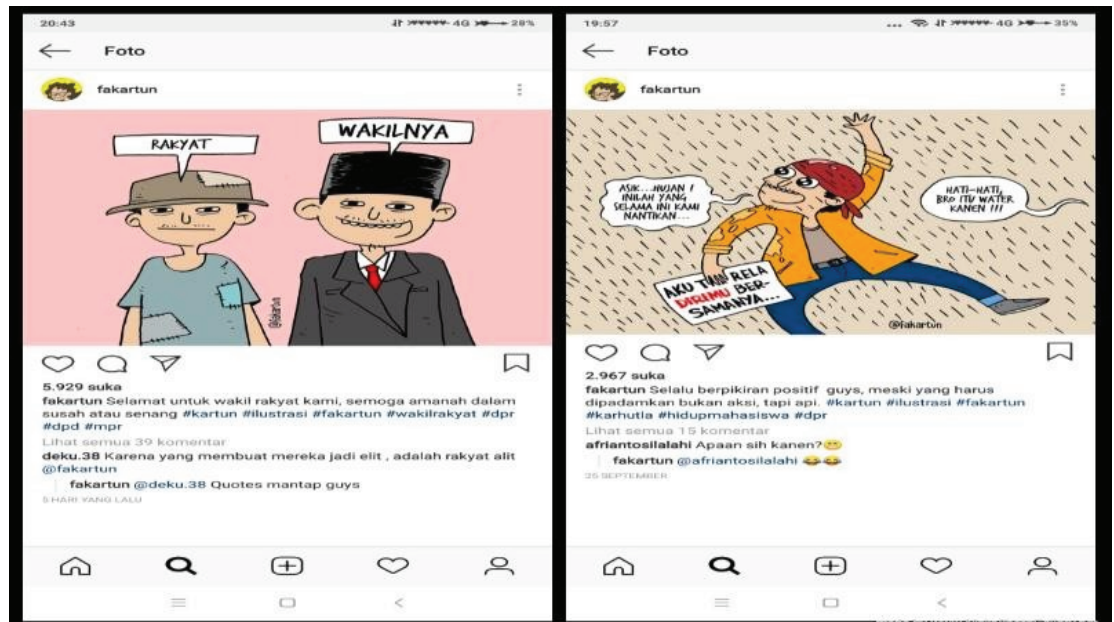 20:43
4G 28%
Foto
fakartun
RAKYAT
WAKILNYA
@fakartun
5.929 suka
fakartun Selamat untuk wakil rakyat kami, semoga amanah dalam
susah atau senang #kartun #ilustrasi #fakartun #wakilrakyat #dpr
#dpd #mpr
Lihat semua 39 komentar
deku.38 Karena yang membuat mereka jadi elit , adalah rakyat alit
@fakartun
fakartun @deku.38 Quotes mantap guys
5 HARI YANG LALU
19:57
4G 35%
Foto
fakartun
ASIK...HUJAN !
INILAH YANG
SELAMA INI KAMI
NANTIKAN...
HATI-HATI,
BRO ITU WATER
KANEN !!!
AKU RELA
DIRIMU BER-
SAMANYA...
@fakartun
2.967 suka
fakartun Selalu berpikiran positif guys, meski yang harus
dipadamkan bukan aksi, tapi api. #kartun #ilustrasi #fakartun
#karhutla #hidupmahasiswa #dpr
Lihat semua 15 komentar
afriantosilalahi Apaan sih kanen?😁
fakartun @afriantosilalahi 😂😂
25 SEPTEMBER